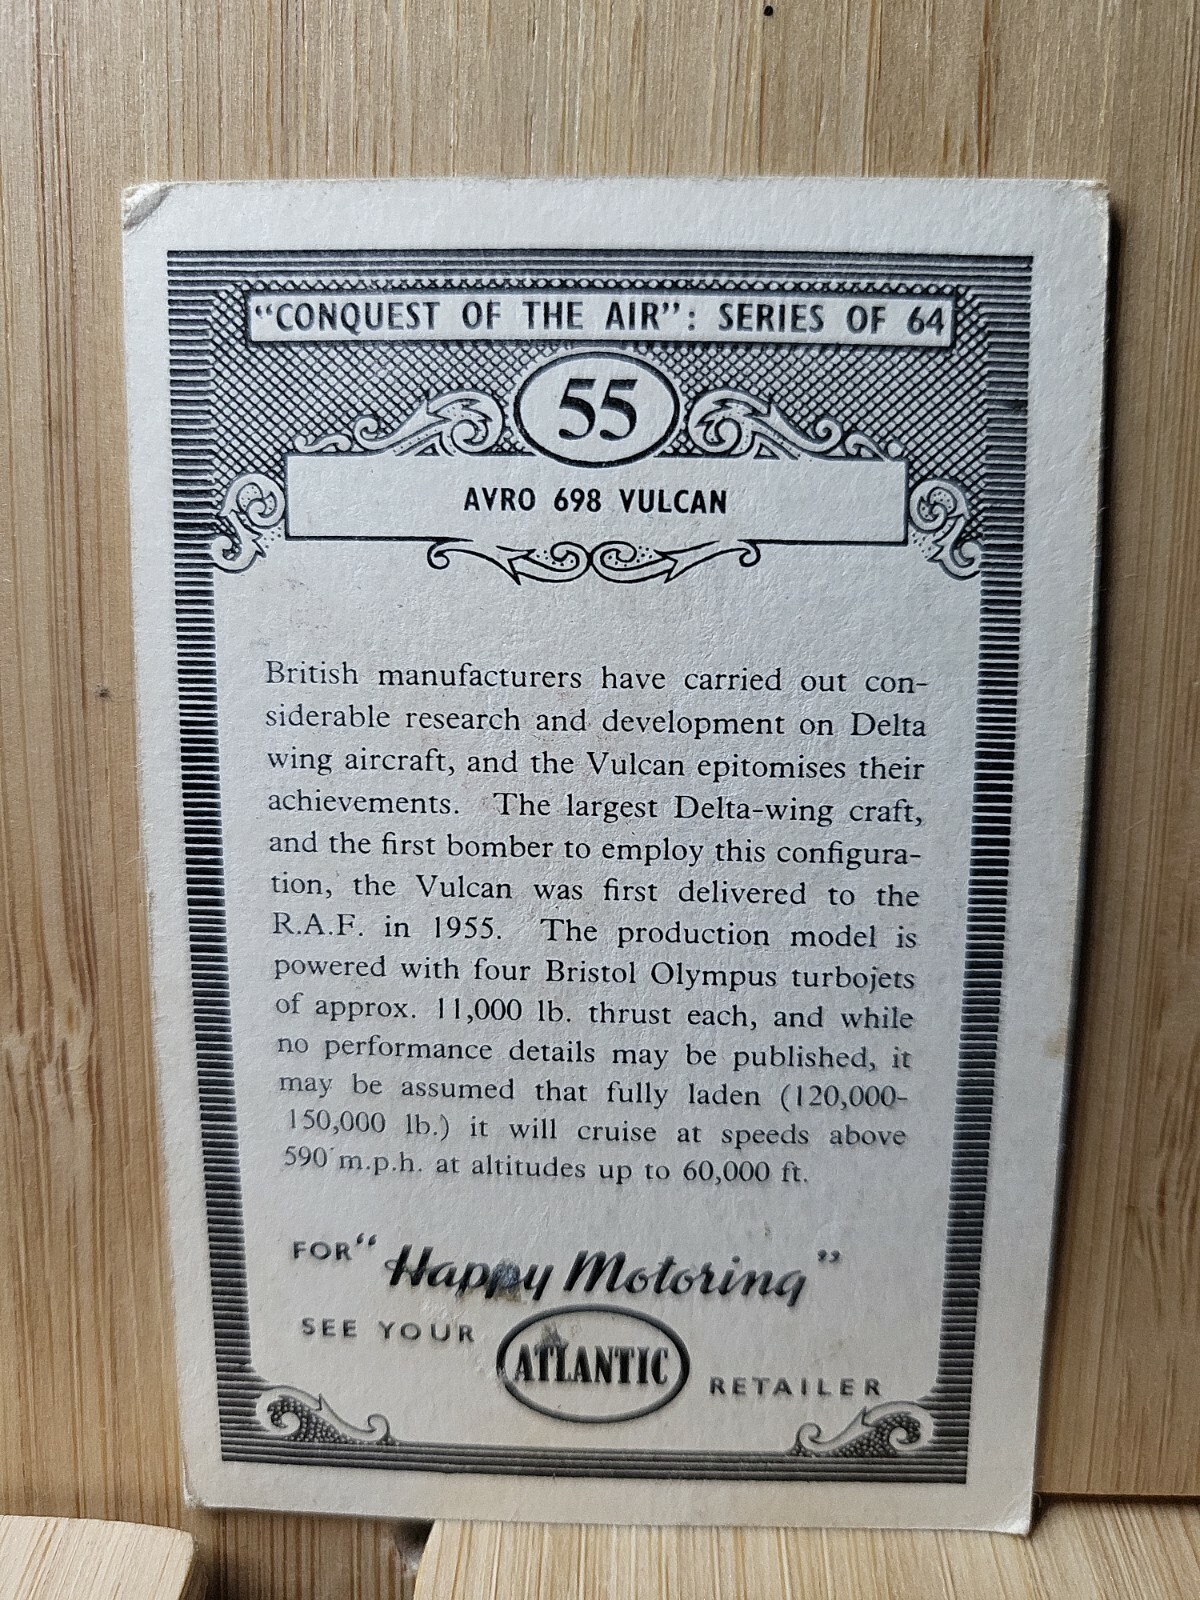 "CONQUEST OF THE AIR": SERIES OF 64
55
AVRO 698 VULCAN
British manufacturers have carried out con-
siderable research and development on Delta
wing aircraft, and the Vulcan epitomises their
achievements. The largest Delta-wing craft,
and the first bomber to employ this configura-
tion, the Vulcan was first delivered to the
R.A.F. in 1955. The production model is
powered with four Bristol Olympus turbojets
of approx. 11,000 lb. thrust each, and while
no performance details may be published, it
may be assumed that fully laden (120,000-
150,000 lb.) it will cruise at speeds above
590 m.p.h. at altitudes up to 60,000 ft.
FOR "Happy Motoring"
SEE YOUR ATLANTIC RETAILER